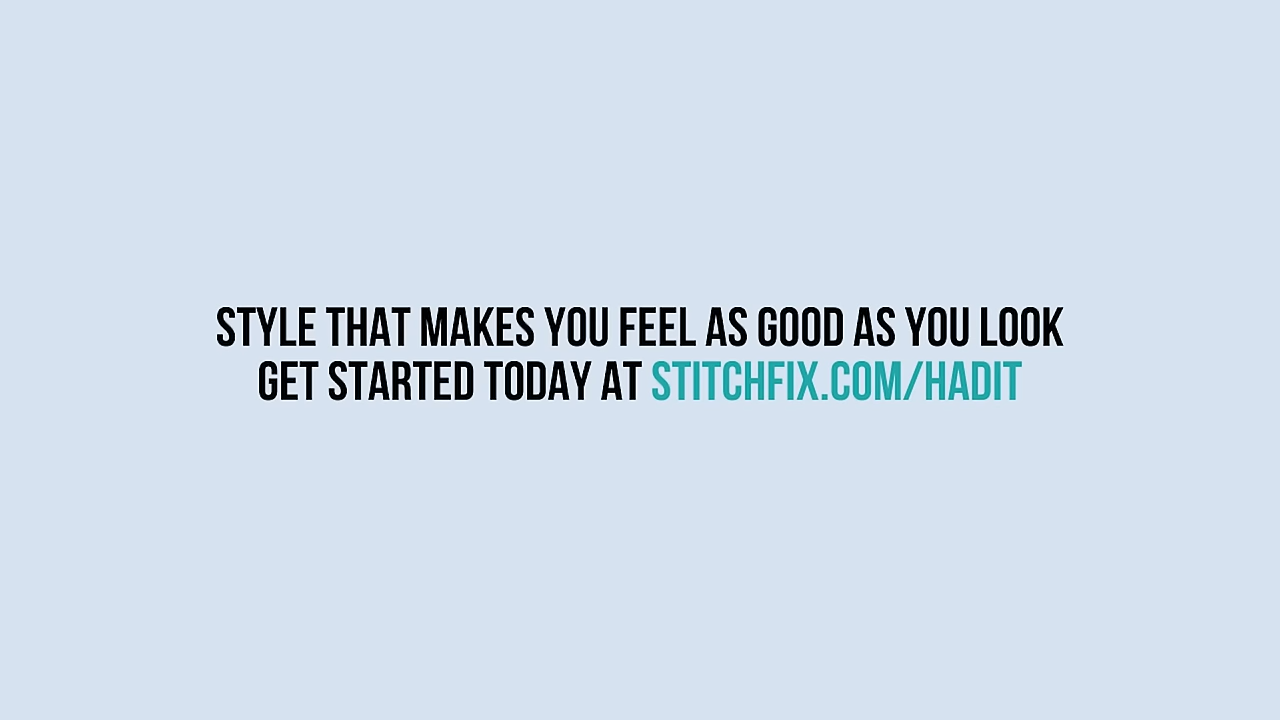 STYLE THAT MAKES YOU FEEL AS GOOD AS YOU LOOK
GET STARTED TODAY AT STITCHFIX.COM/HADIT